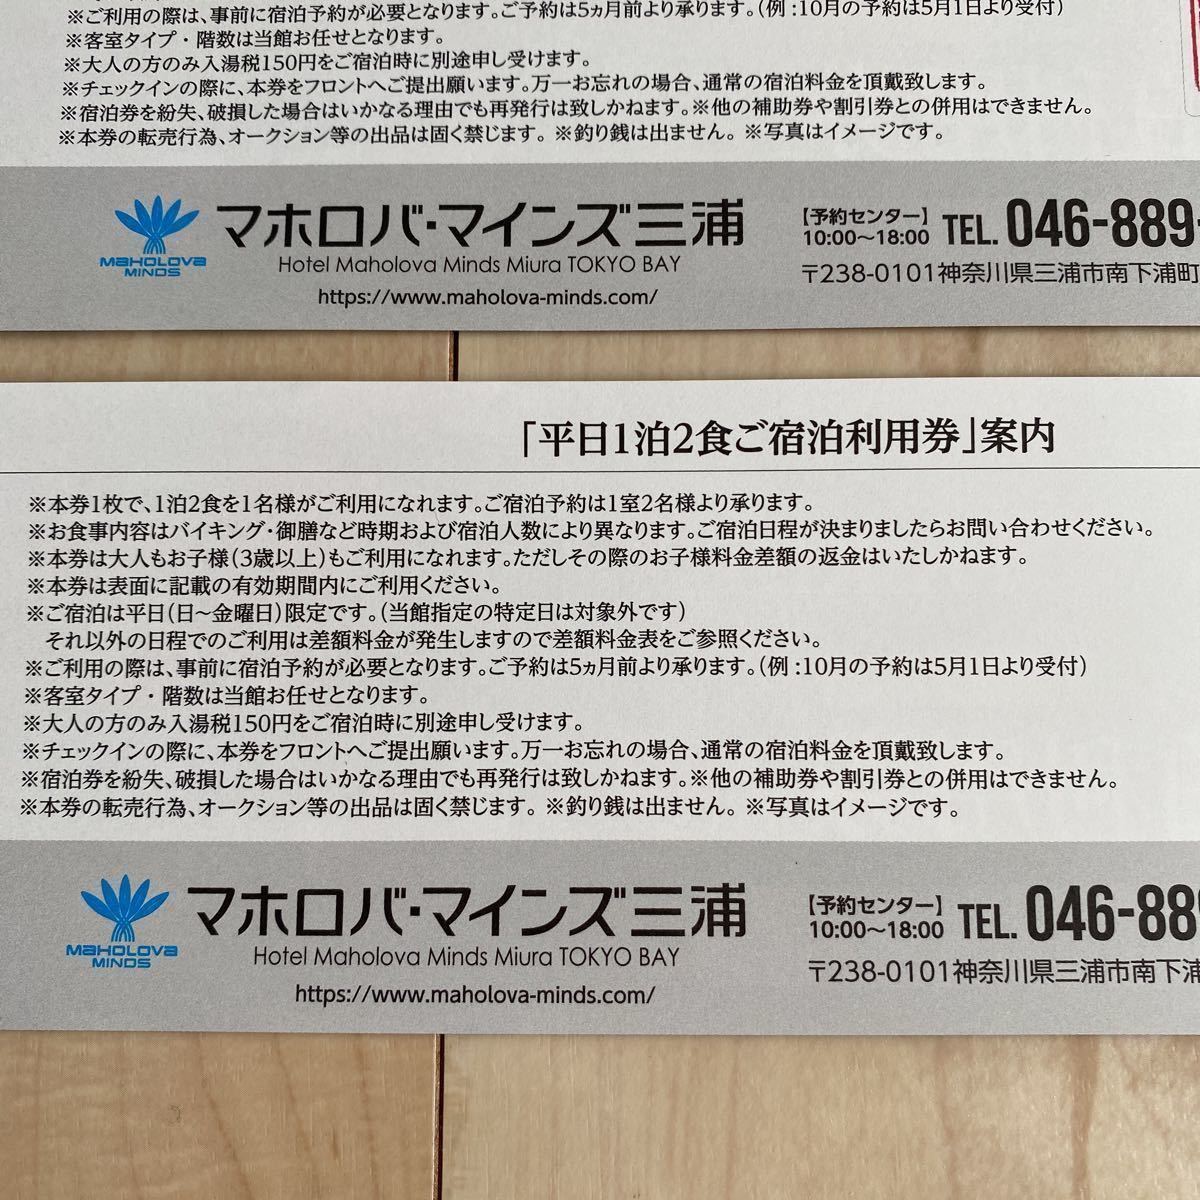 ※ご利用の際は、事前に宿泊予約が必要となります。ご予約は5ヵ月前より承ります。(例:10月の予約は5月1日より受付)
※客室タイプ・階数は当館お任せとなります。
※大人の方のみ入湯税150円をご宿泊時に別途申し受けます。
※チェックインの際に、本券をフロントへご提出願います。万一お忘れの場合、通常の宿泊料金を頂戴致します。
※宿泊券を紛失、破損した場合はいかなる理由でも再発行は致しかねます。※他の補助券や割引券との併用はできません。
※本券の転売行為、オークション等の出品は固く禁じます。 ※釣り銭は出ません。 ※写真はイメージです。
MAHOLOVA
MINDS
マホロバ・マインズ三浦
Hotel Maholova Minds Miura TOKYO BAY
https://www.maholova-minds.com/
【予約センター】
10:00〜18:00
TEL. 046-889-
〒238-0101神奈川県三浦市南下浦町
「平日1泊2食ご宿泊利用券」案内
※本券1枚で、1泊2食を1名様がご利用になれます。ご宿泊予約は1室2名様より承ります。
※お食事内容はバイキング・御膳など時期および宿泊人数により異なります。ご宿泊日程が決まりましたらお問い合わせください。
※本券は大人もお子様(3歳以上)もご利用になれます。ただしその際のお子様料金差額の返金はいたしかねます。
※本券は表面に記載の有効期間内にご利用ください。
※ご宿泊は平日(日〜金曜日)限定です。(当館指定の特定日は対象外です)
それ以外の日程でのご利用は差額料金が発生しますので差額料金表をご参照ください。
※ご利用の際は、事前に宿泊予約が必要となります。ご予約は5ヵ月前より承ります。(例:10月の予約は5月1日より受付)
※客室タイプ・階数は当館お任せとなります。
※大人の方のみ入湯税150円をご宿泊時に別途申し受けます。
※チェックインの際に、本券をフロントへご提出願います。万一お忘れの場合、通常の宿泊料金を頂戴致します。
※宿泊券を紛失、破損した場合はいかなる理由でも再発行は致しかねます。※他の補助券や割引券との併用はできません。
※本券の転売行為、オークション等の出品は固く禁じます。 ※釣り銭は出ません。 ※写真はイメージです。
MAHOLOVA
MINDS
マホロバ・マインズ三浦
Hotel Maholova Minds Miura TOKYO BAY
https://www.maholova-minds.com/
【予約センター】
10:00〜18:00
TEL. 046-889
〒238-0101神奈川県三浦市南下浦